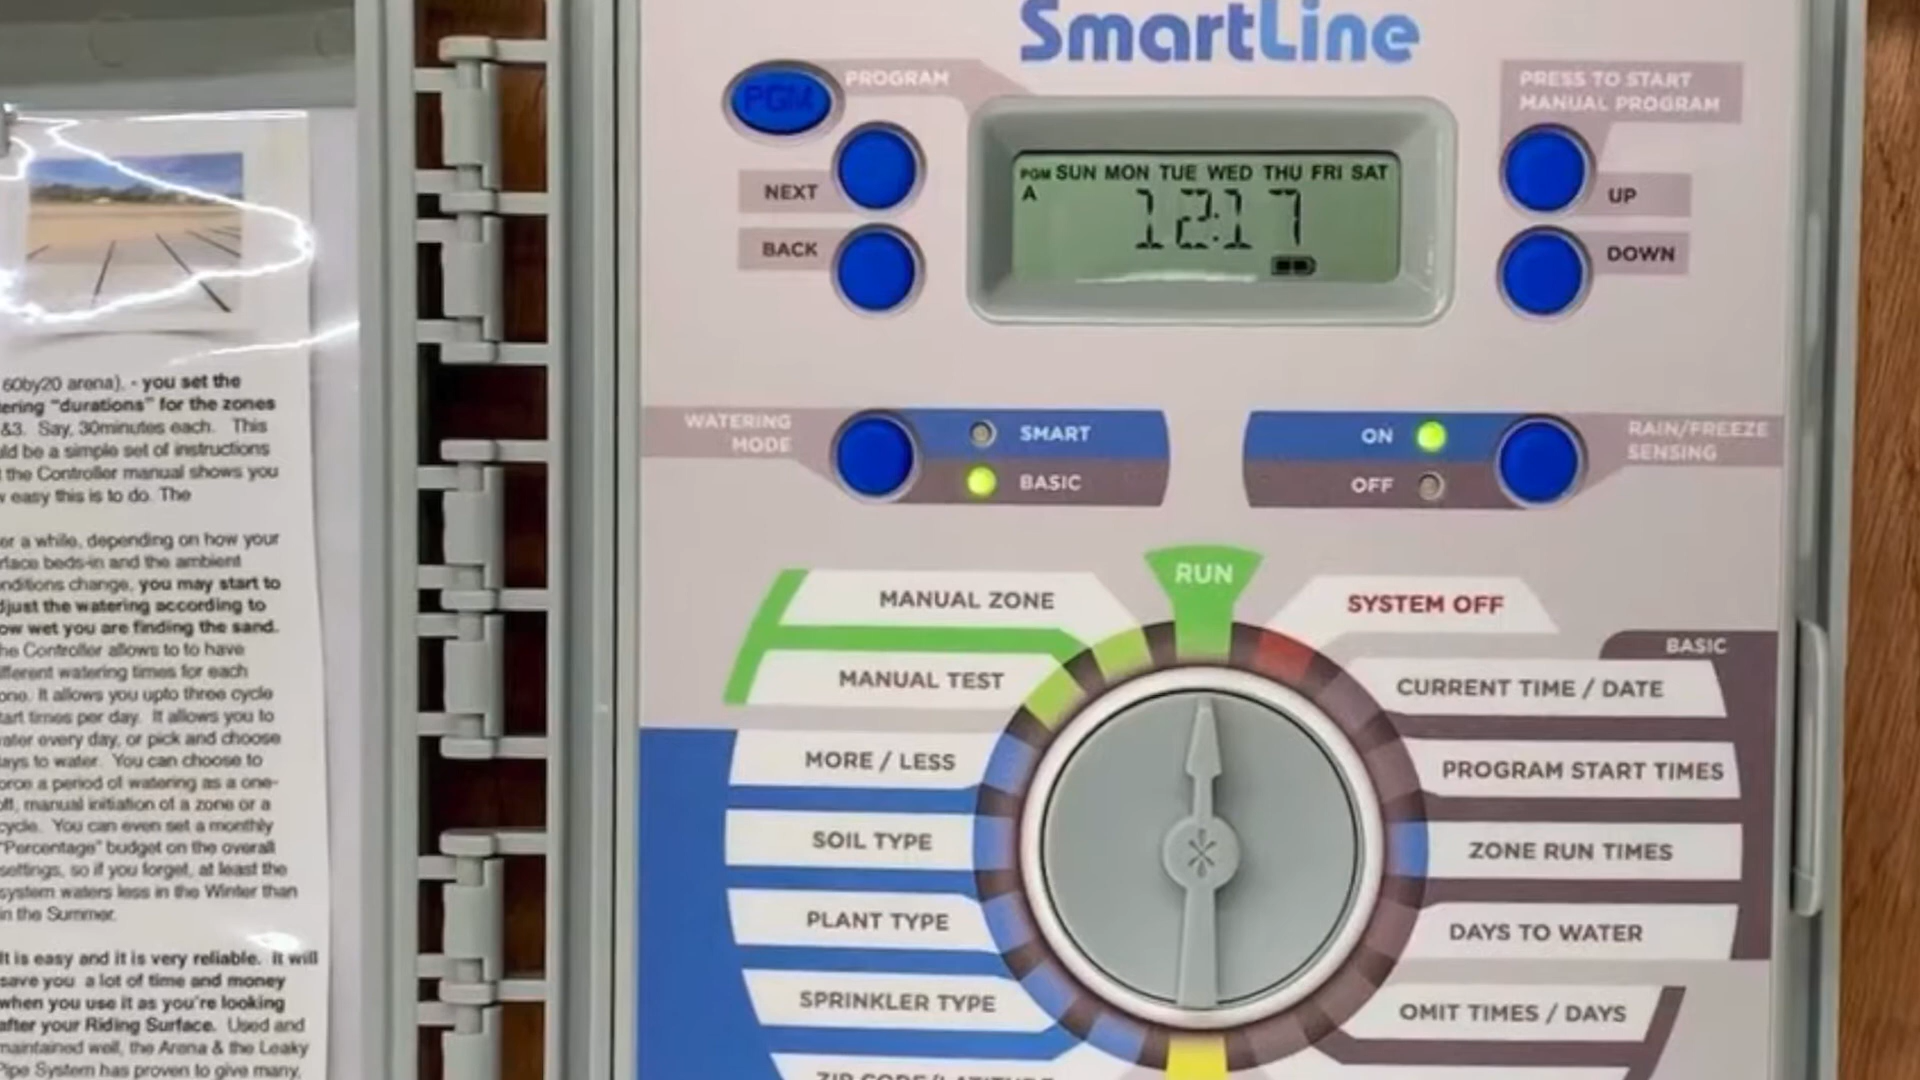 SmartLine
PGM
PROGRAM
NEXT
BACK
PGM SUN MON TUE WED THU FRI SAT
A
12:17
PRESS TO START
MANUAL PROGRAM
UP
DOWN
WATERING
MODE
SMART
BASIC
ON
OFF
RAIN/FREEZE
SENSING
RUN
MANUAL ZONE
MANUAL TEST
MORE / LESS
SOIL TYPE
PLANT TYPE
SPRINKLER TYPE
ZIP CODE/LATITUDE
SYSTEM OFF
BASIC
CURRENT TIME / DATE
PROGRAM START TIMES
ZONE RUN TIMES
DAYS TO WATER
OMIT TIMES / DAYS
60by20 arena). - you set the
"durations" for the zones
&3. Say, 30minutes each. This
be a simple set of instructions
the Controller manual shows you
easy this is to do. The
a while, depending on how your
beds-in and the ambient
change, you may start to
the watering according to
wet you are finding the sand.
Controller allows to to have
watering times for each
It allows you upto three cycle
times per day. It allows you to
every day, or pick and choose
to water. You can choose to
a period of watering as a one-
manual initiation of a zone or a
cycle. You can even set a monthly
"Percentage" budget on the overall
settings, so if you forget, at least the
system waters less in the Winter than
in the Summer.
It is easy and it is very reliable. It will
save you a lot of time and money
when you use it as you're looking
after your Riding Surface. Used and
maintained well, the Arena & the Leaky
Pipe System has proven to give many,